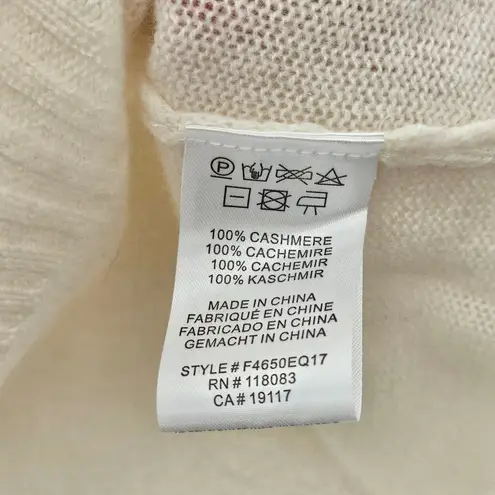 P
100% CASHMERE
100% CACHEMIRE
100% CACHEMIR
100% KASCHMIR
MADE IN CHINA
FABRIQUÉ EN CHINE
FABRICADO EN CHINA
GEMACHT IN CHINA
STYLE # F4650EQ17
RN # 118083
CA# 19117